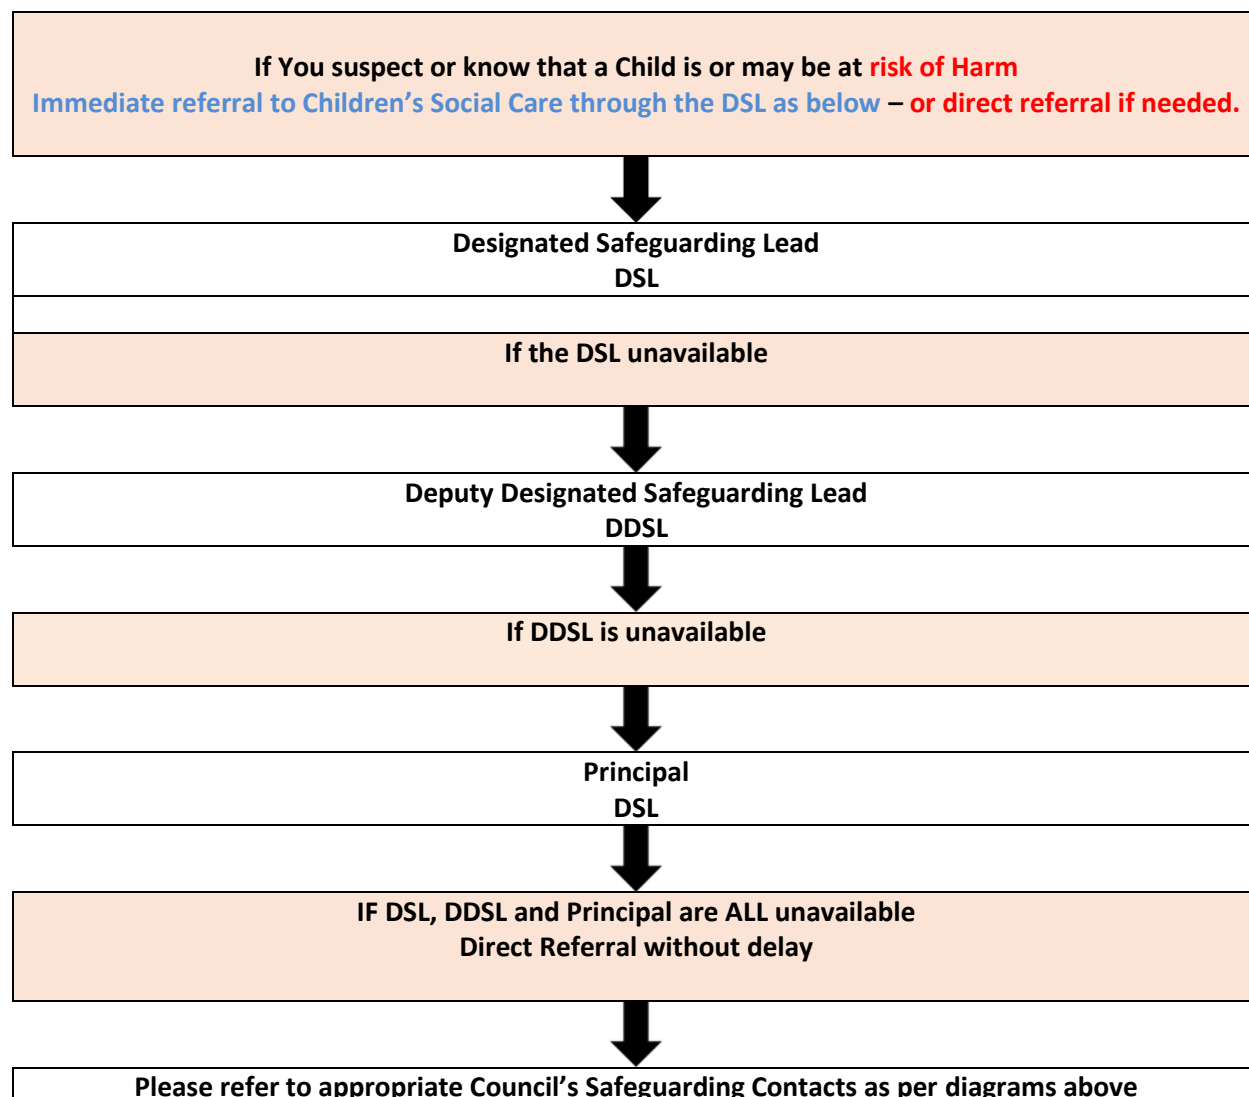 If You suspect or know that a Child is or may be at risk of Harm
Immediate referral to Children’s Social Care through the DSL as below – or direct referral if needed.
Designated Safeguarding Lead
DSL
If the DSL unavailable
Deputy Designated Safeguarding Lead
DDSL
If DDSL is unavailable
Principal
DSL
IF DSL, DDSL and Principal are ALL unavailable
Direct Referral without delay
Please refer to appropriate Council’s Safeguarding Contacts as per diagrams above